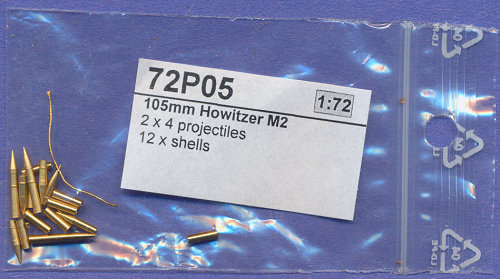 72P05
105mm Howitzer M2 1:72
2 x 4 projectiles
12 x shells